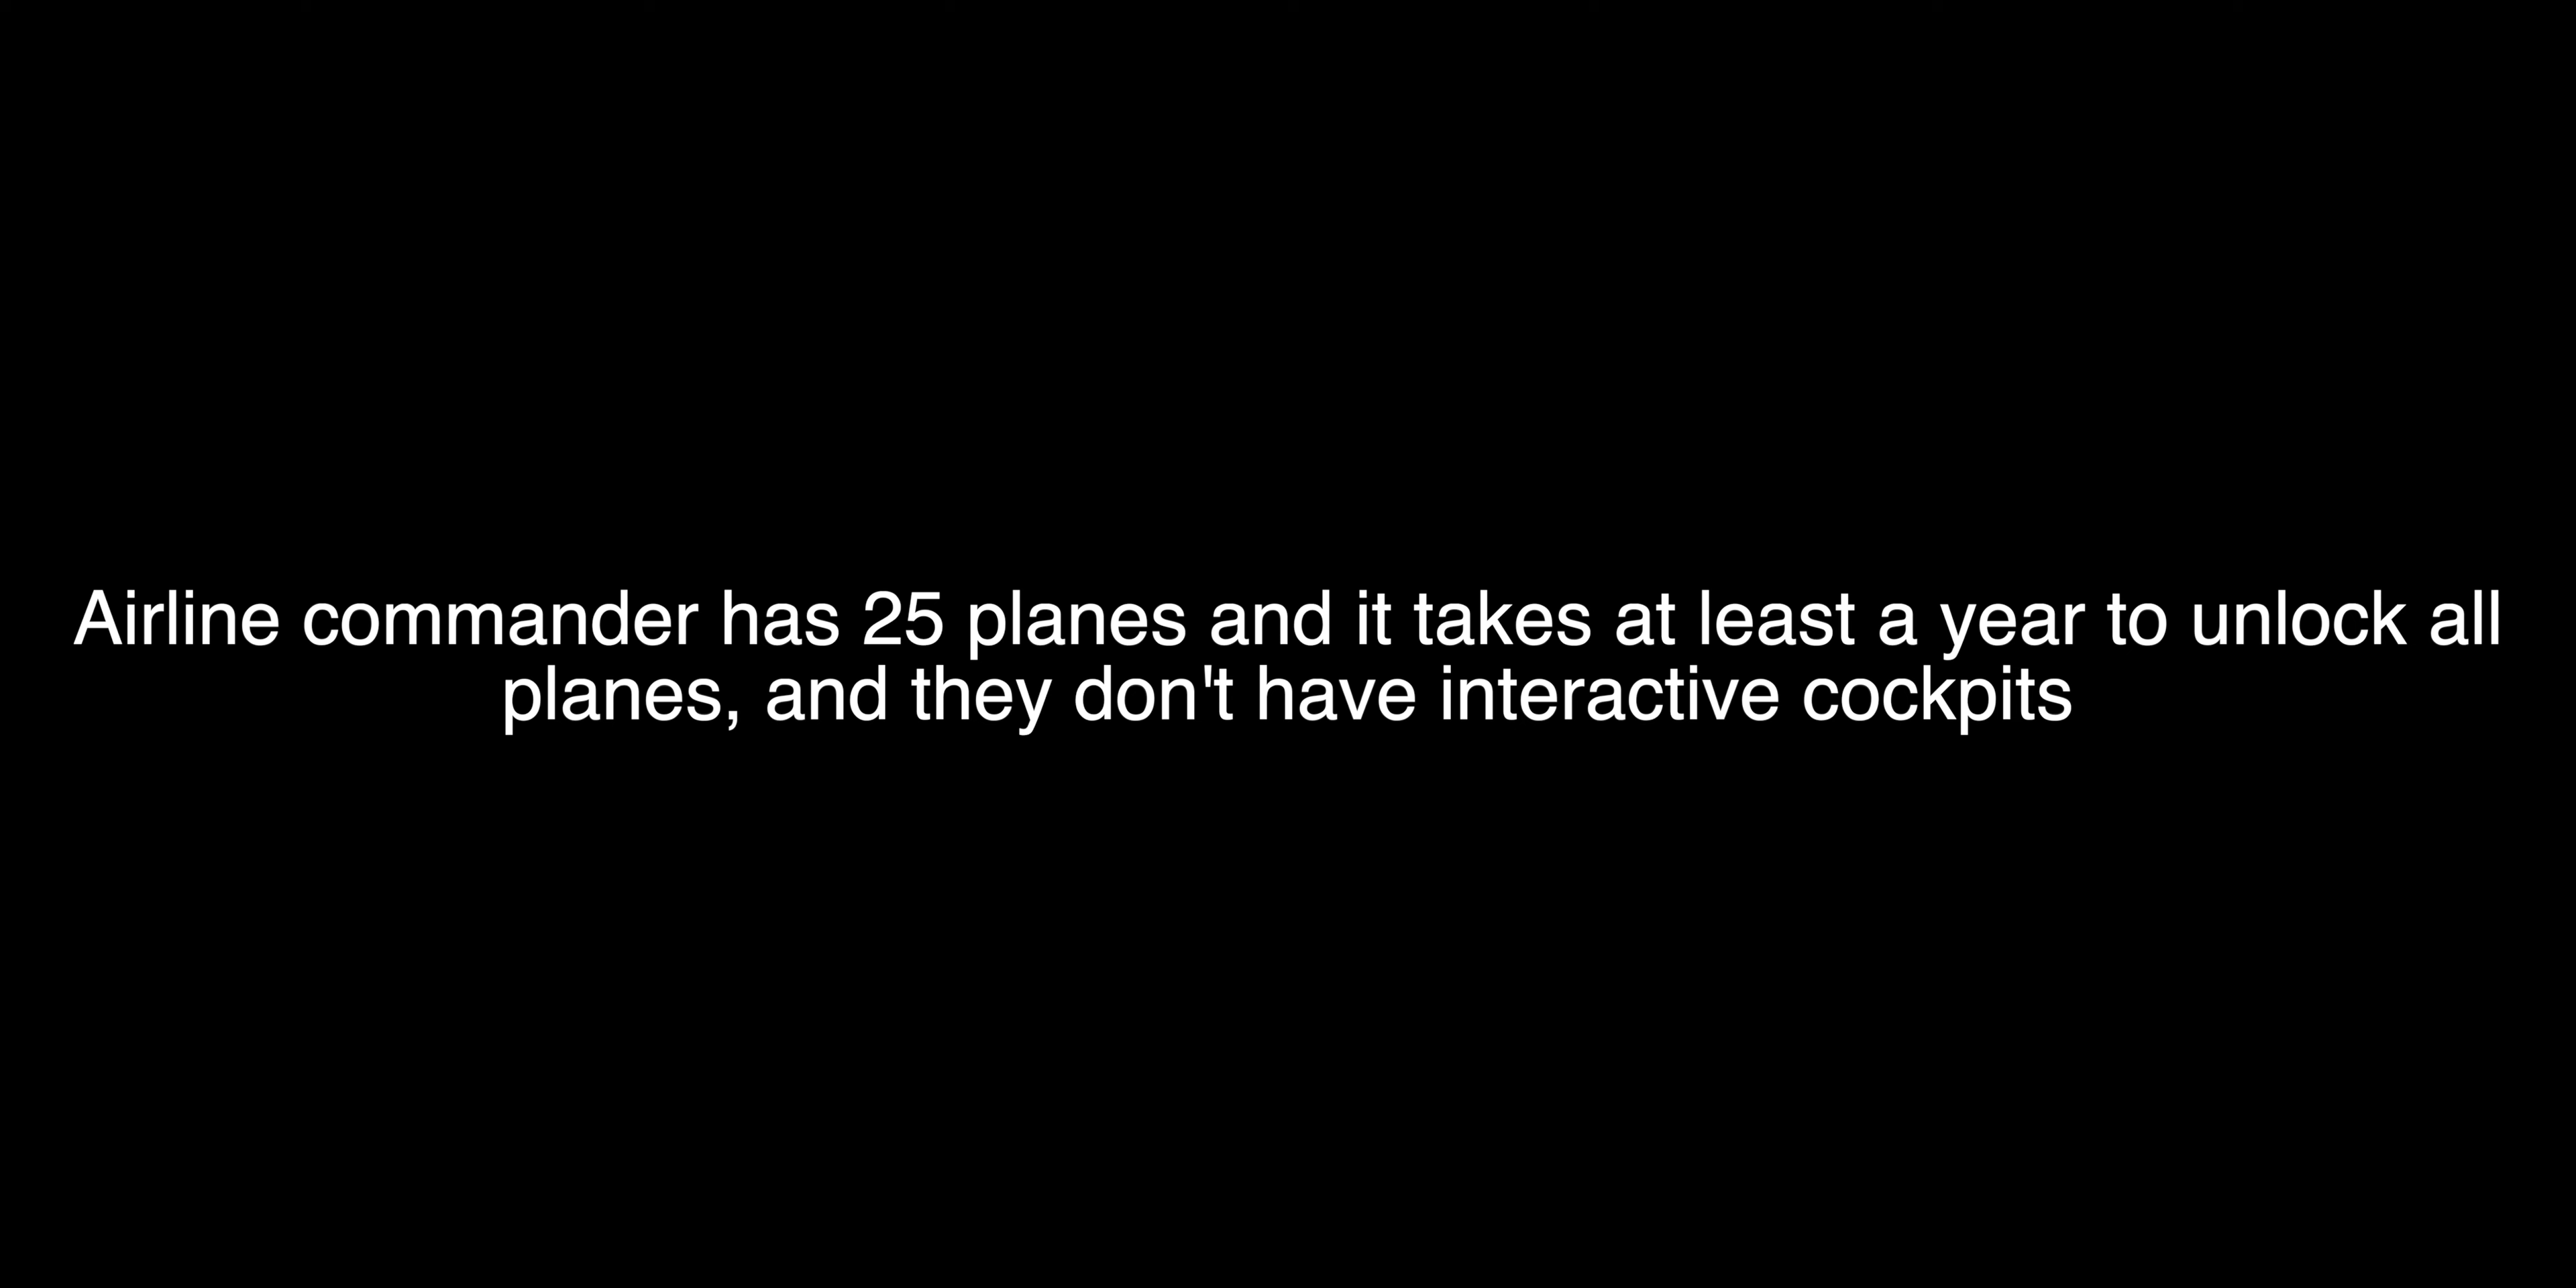 Airline commander has 25 planes and it takes at least a year to unlock all
planes, and they don't have interactive cockpits